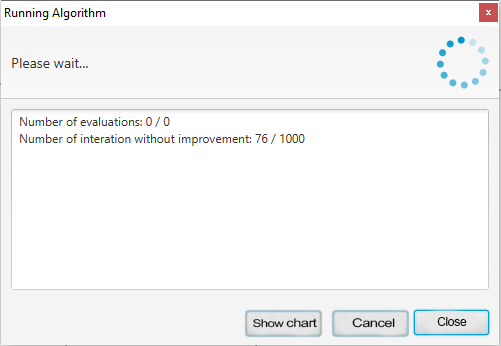 Running Algorithm
x
Please wait...
Number of evaluations: 0 / 0
Number of interation without improvement: 76 / 1000
Show chart Cancel Close